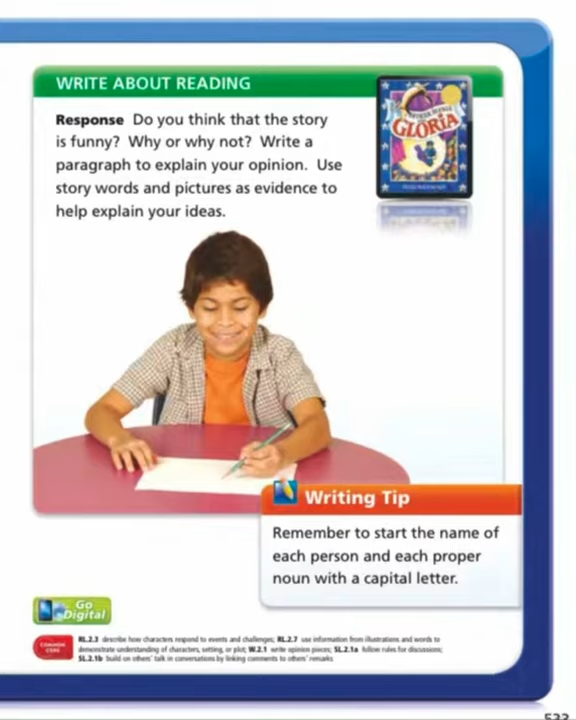 WRITE ABOUT READING
Response Do you think that the story
is funny? Why or why not? Write a
paragraph to explain your opinion. Use
story words and pictures as evidence to
help explain your ideas.
GLORIA
Writing Tip
Remember to start the name of
each person and each proper
noun with a capital letter.
Go
Digital
COMMON
CORE
RL.2.3 describe how characters respond to events and challenges; RL.2.7 use information from illustrations and words to
demonstrate understanding of characters, setting, or plot; W.2.1 write opinion pieces; SL.2.1a follow rules for discussions;
SL.2.1b build on others' talk in conversations by linking comments to others' remarks